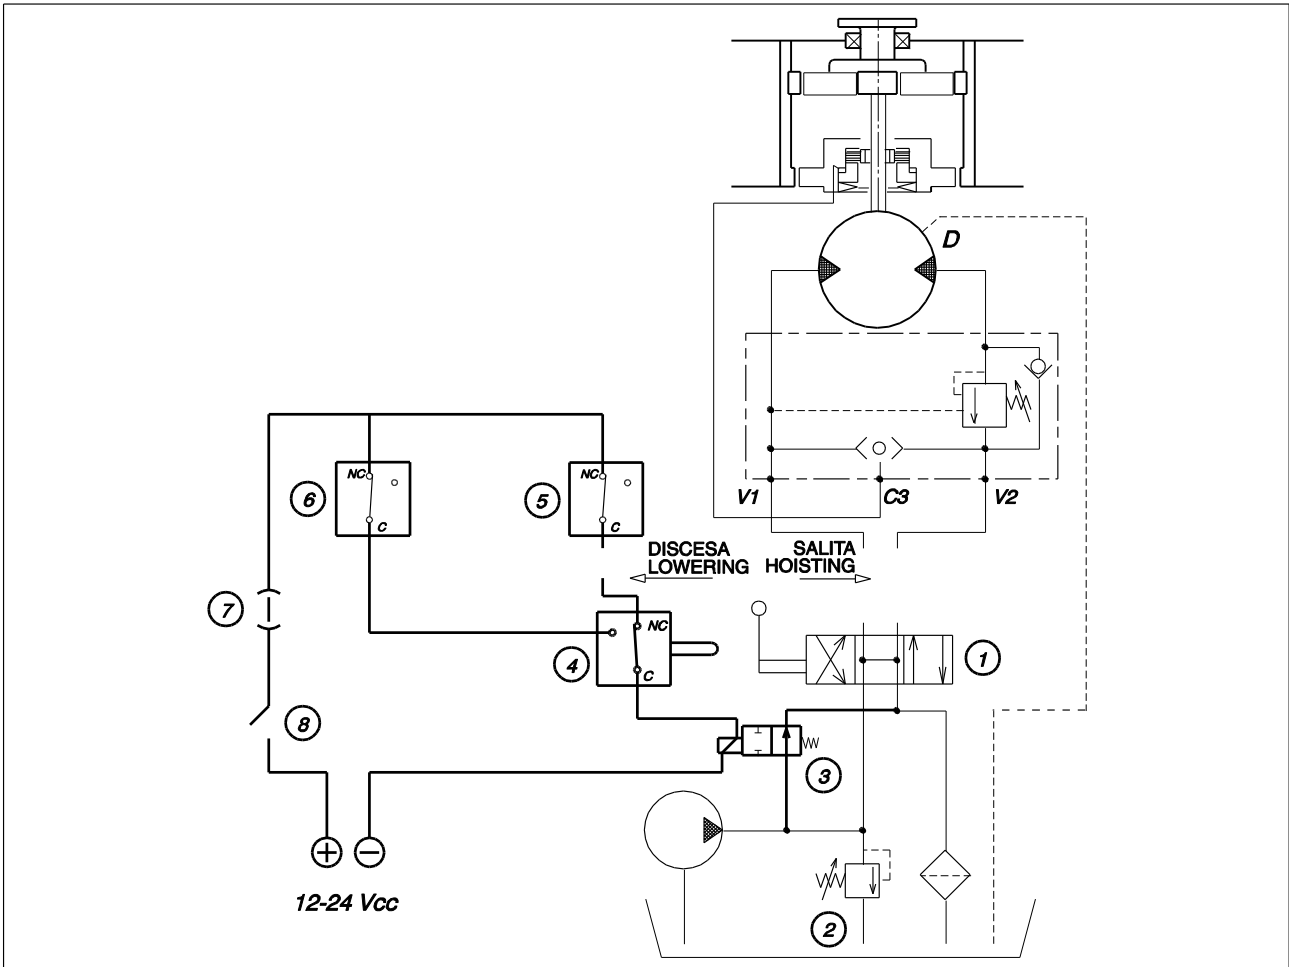 D
V1
C3
V2
NC
C
6
NC
C
5
DISCESA
LOWERING
SALITA
HOISTING
7
NC
C
4
1
8
3
2
12-24 Vcc